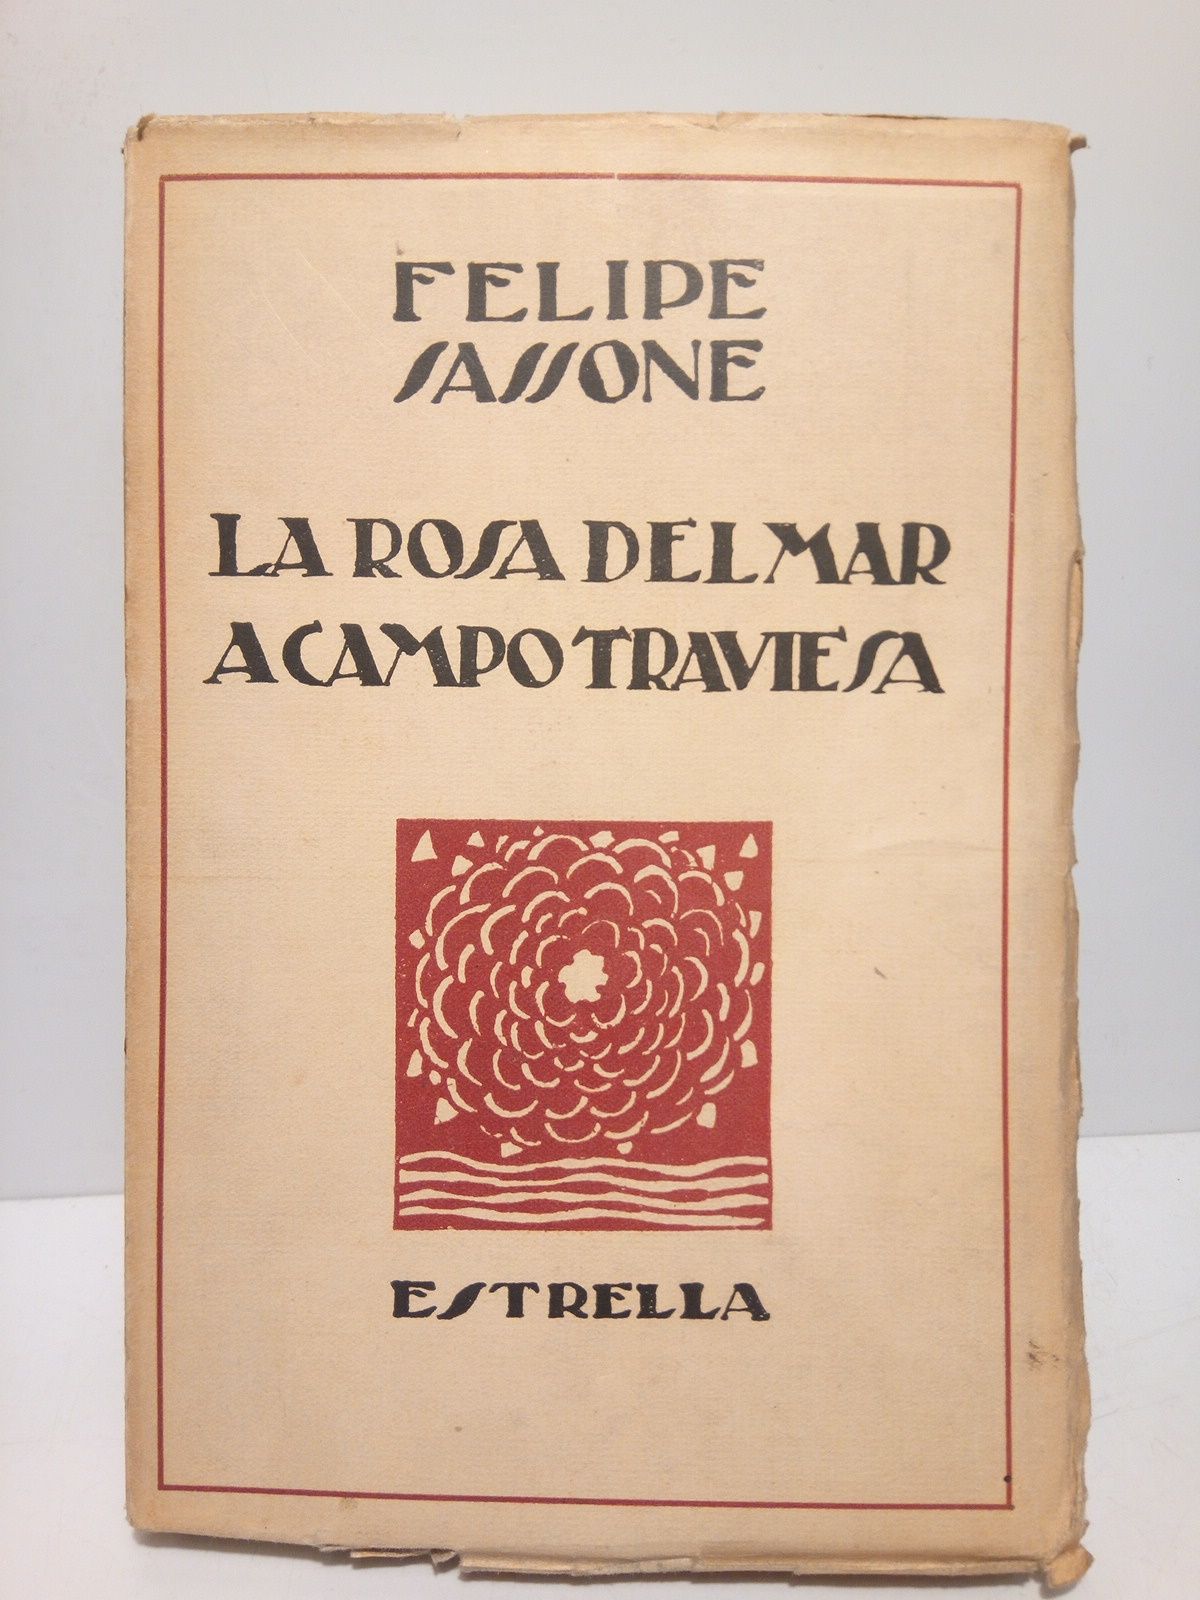 FELIPE
SASSONE
LA ROSA DEL MAR
A CAMPO TRAVIESA
ESTRELLA